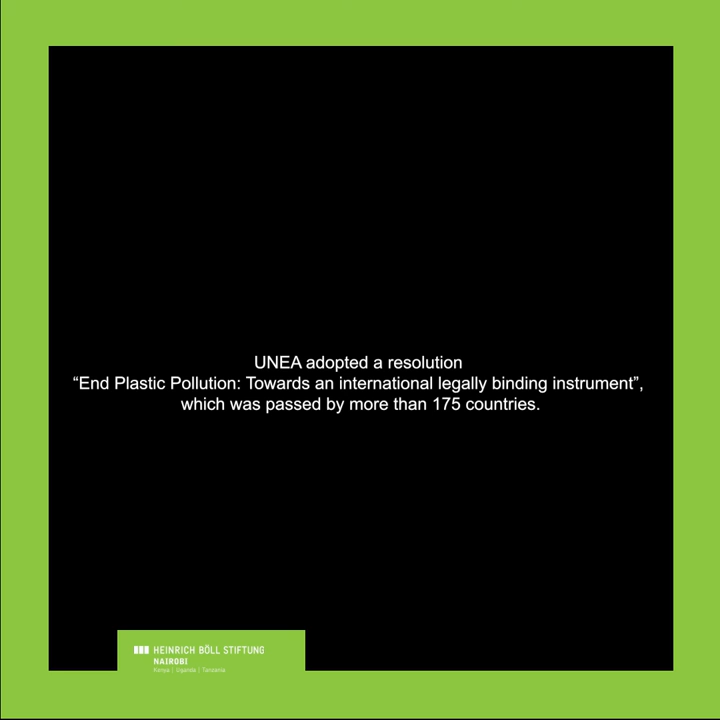 UNEA adopted a resolution
“End Plastic Pollution: Towards an international legally binding instrument”,
which was passed by more than 175 countries.
HEINRICH BÖLL STIFTUNG
NAIROBI
Kenya | Uganda | Tanzania